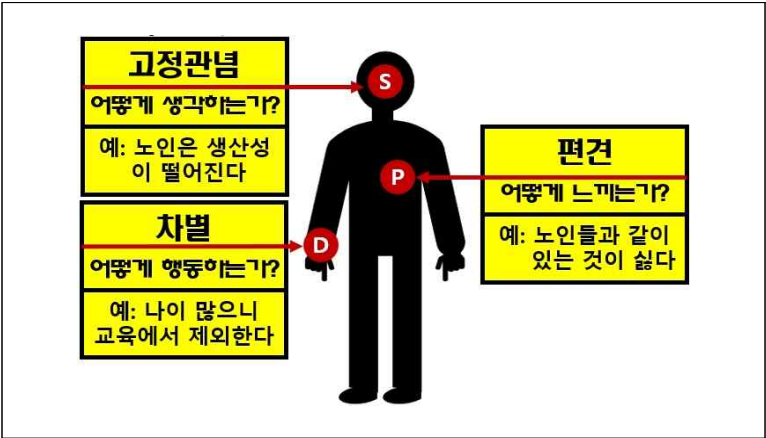 고정관념
어떻게 생각하는가?
예: 노인은 생산성
이 떨어진다
S
편견
어떻게 느끼는가?
예: 노인들과 같이
있는 것이 싫다
P
차별
어떻게 행동하는가?
예: 나이 많으니
교육에서 제외한다
D